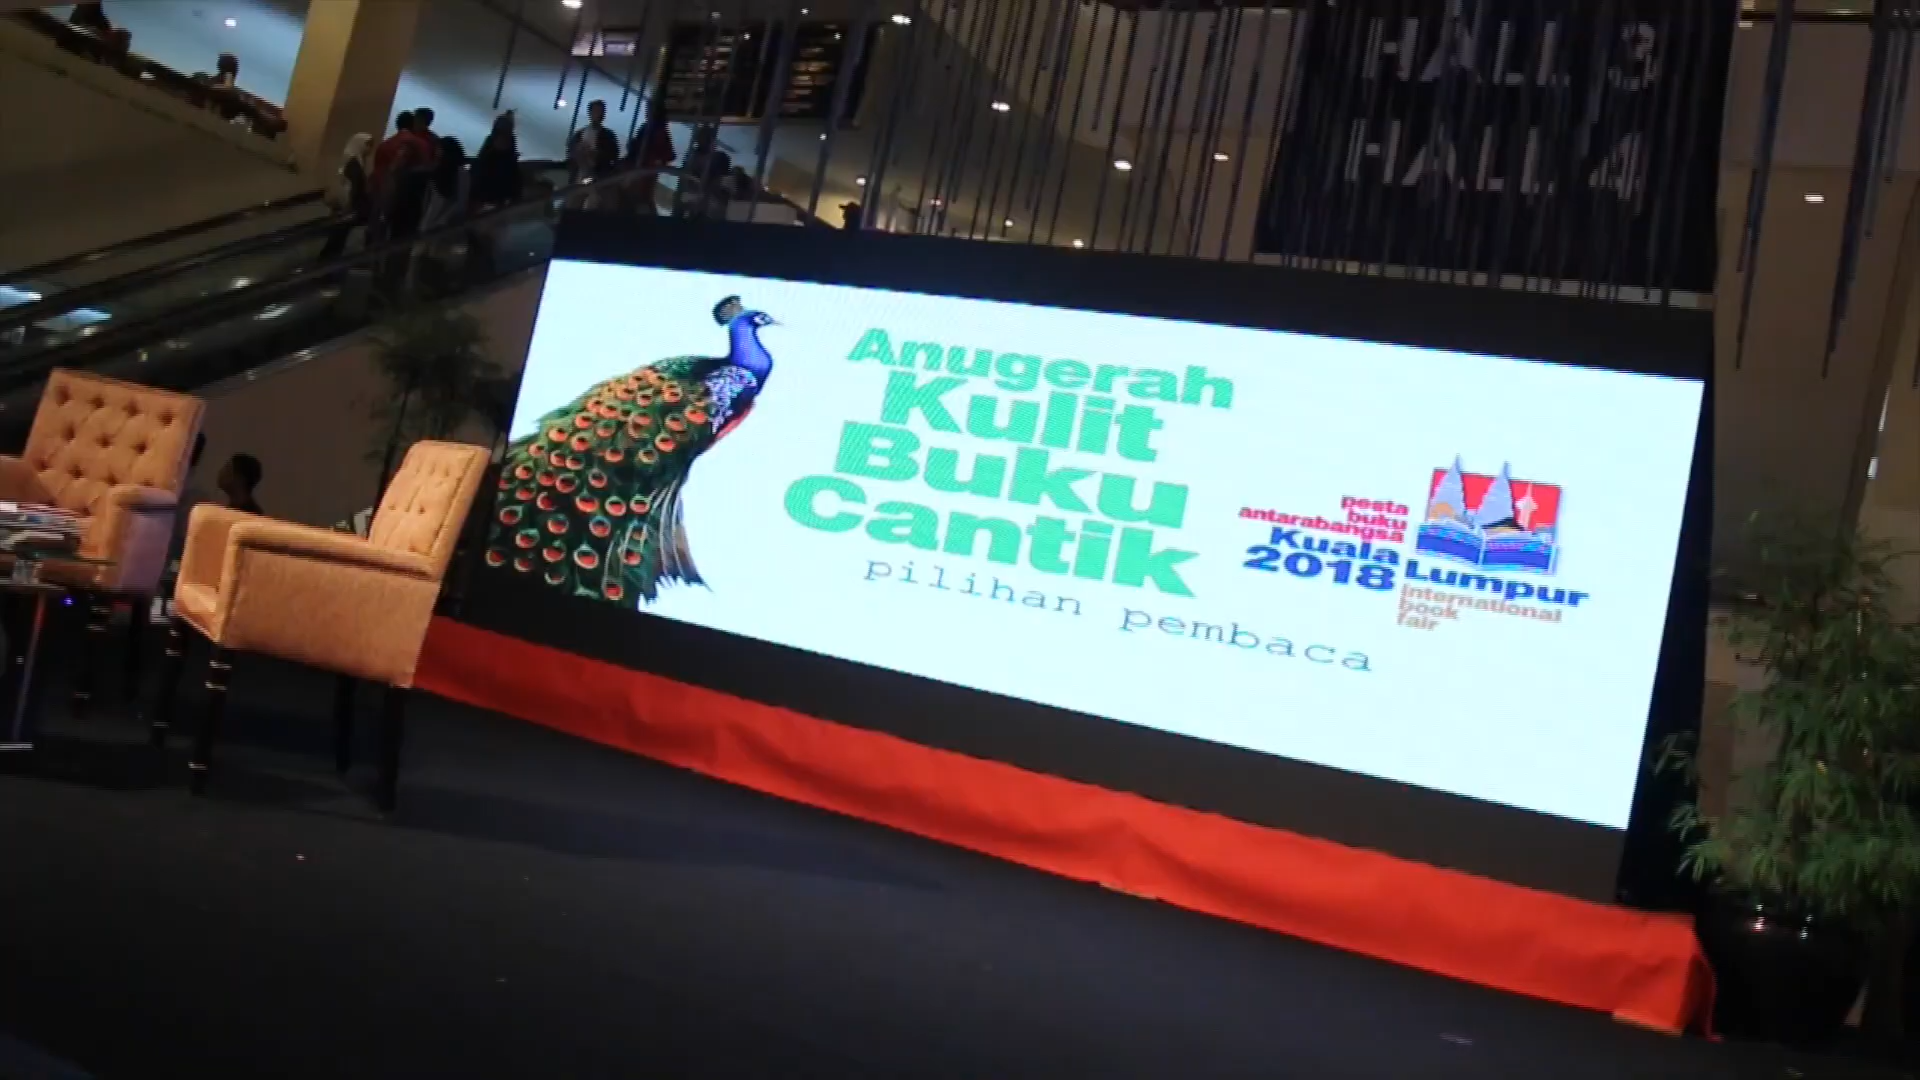 HALL 3
HALL 4
Anugerah
Kulit
Buku
Cantik
pilihan pembaca
pesta
buku
antarabangsa
Kuala
2018 Lumpur
international
book
fair